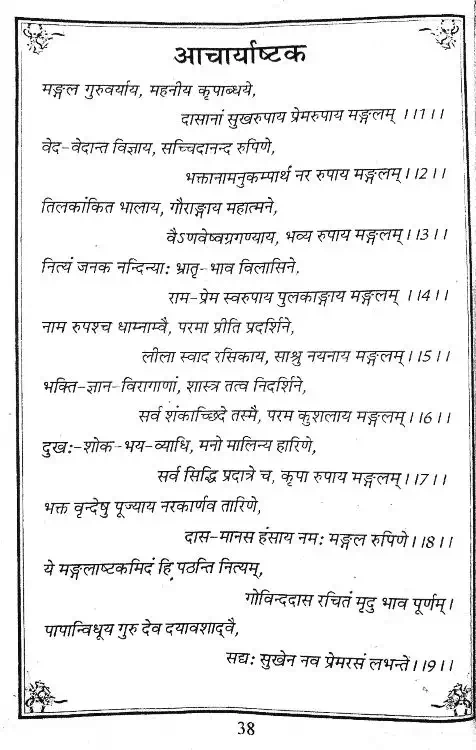 आचार्याष्टक
मङ्गल गुरुवर्याय, महनीय कृपाब्धये,
दासानां सुखरुपाय प्रेमरुपाय मङ्गलम् ।।1।।
वेद-वेदान्त विज्ञाय, सच्चिदानन्द रुपिणे,
भक्तानामनुकम्पार्थं नर रुपाय मङ्गलम्।।2।।
तिलकांकित भालाय, गौराङ्गाय महात्मने,
वैऽणवेष्वग्रगण्याय, भव्य रुपाय मङ्गलम्।।3।।
नित्यं जनक नन्दिन्याः भ्रातृ-भाव विलासिने,
राम-प्रेम स्वरुपाय पुलकाङ्गाय मङ्गलम् ।।4।।
नाम रुपश्च धाम्नाम्वै, परमा प्रीति प्रदर्शिने,
लीला स्वाद रसिकाय, साश्रु नयनाय मङ्गलम्।।5।।
भक्ति-ज्ञान-विरागाणां, शास्त्र तत्व निदर्शिने,
सर्व शंकाच्छिदे तस्मै, परम कुशलाय मङ्गलम्।।6।।
दुखः-शोक-भय-व्याधि, मनो मालिन्य हारिणे,
सर्व सिद्धि प्रदात्रे च, कृपा रुपाय मङ्गलम्।।7।।
भक्त वृन्देषु पूज्याय नरकार्णव तारिणे,
दास-मानस हंसाय नमः मङ्गल रुपिणे।।8।।
ये मङ्गलाष्टकमिदं हि पठन्ति नित्यम्,
गोविन्ददास रचितं मृदु भाव पूर्णम्।
पापान्विधूय गुरु देव दयावशाद्वै,
सद्यः सुखेन नव प्रेमरसं लभन्ते।।9।।
38